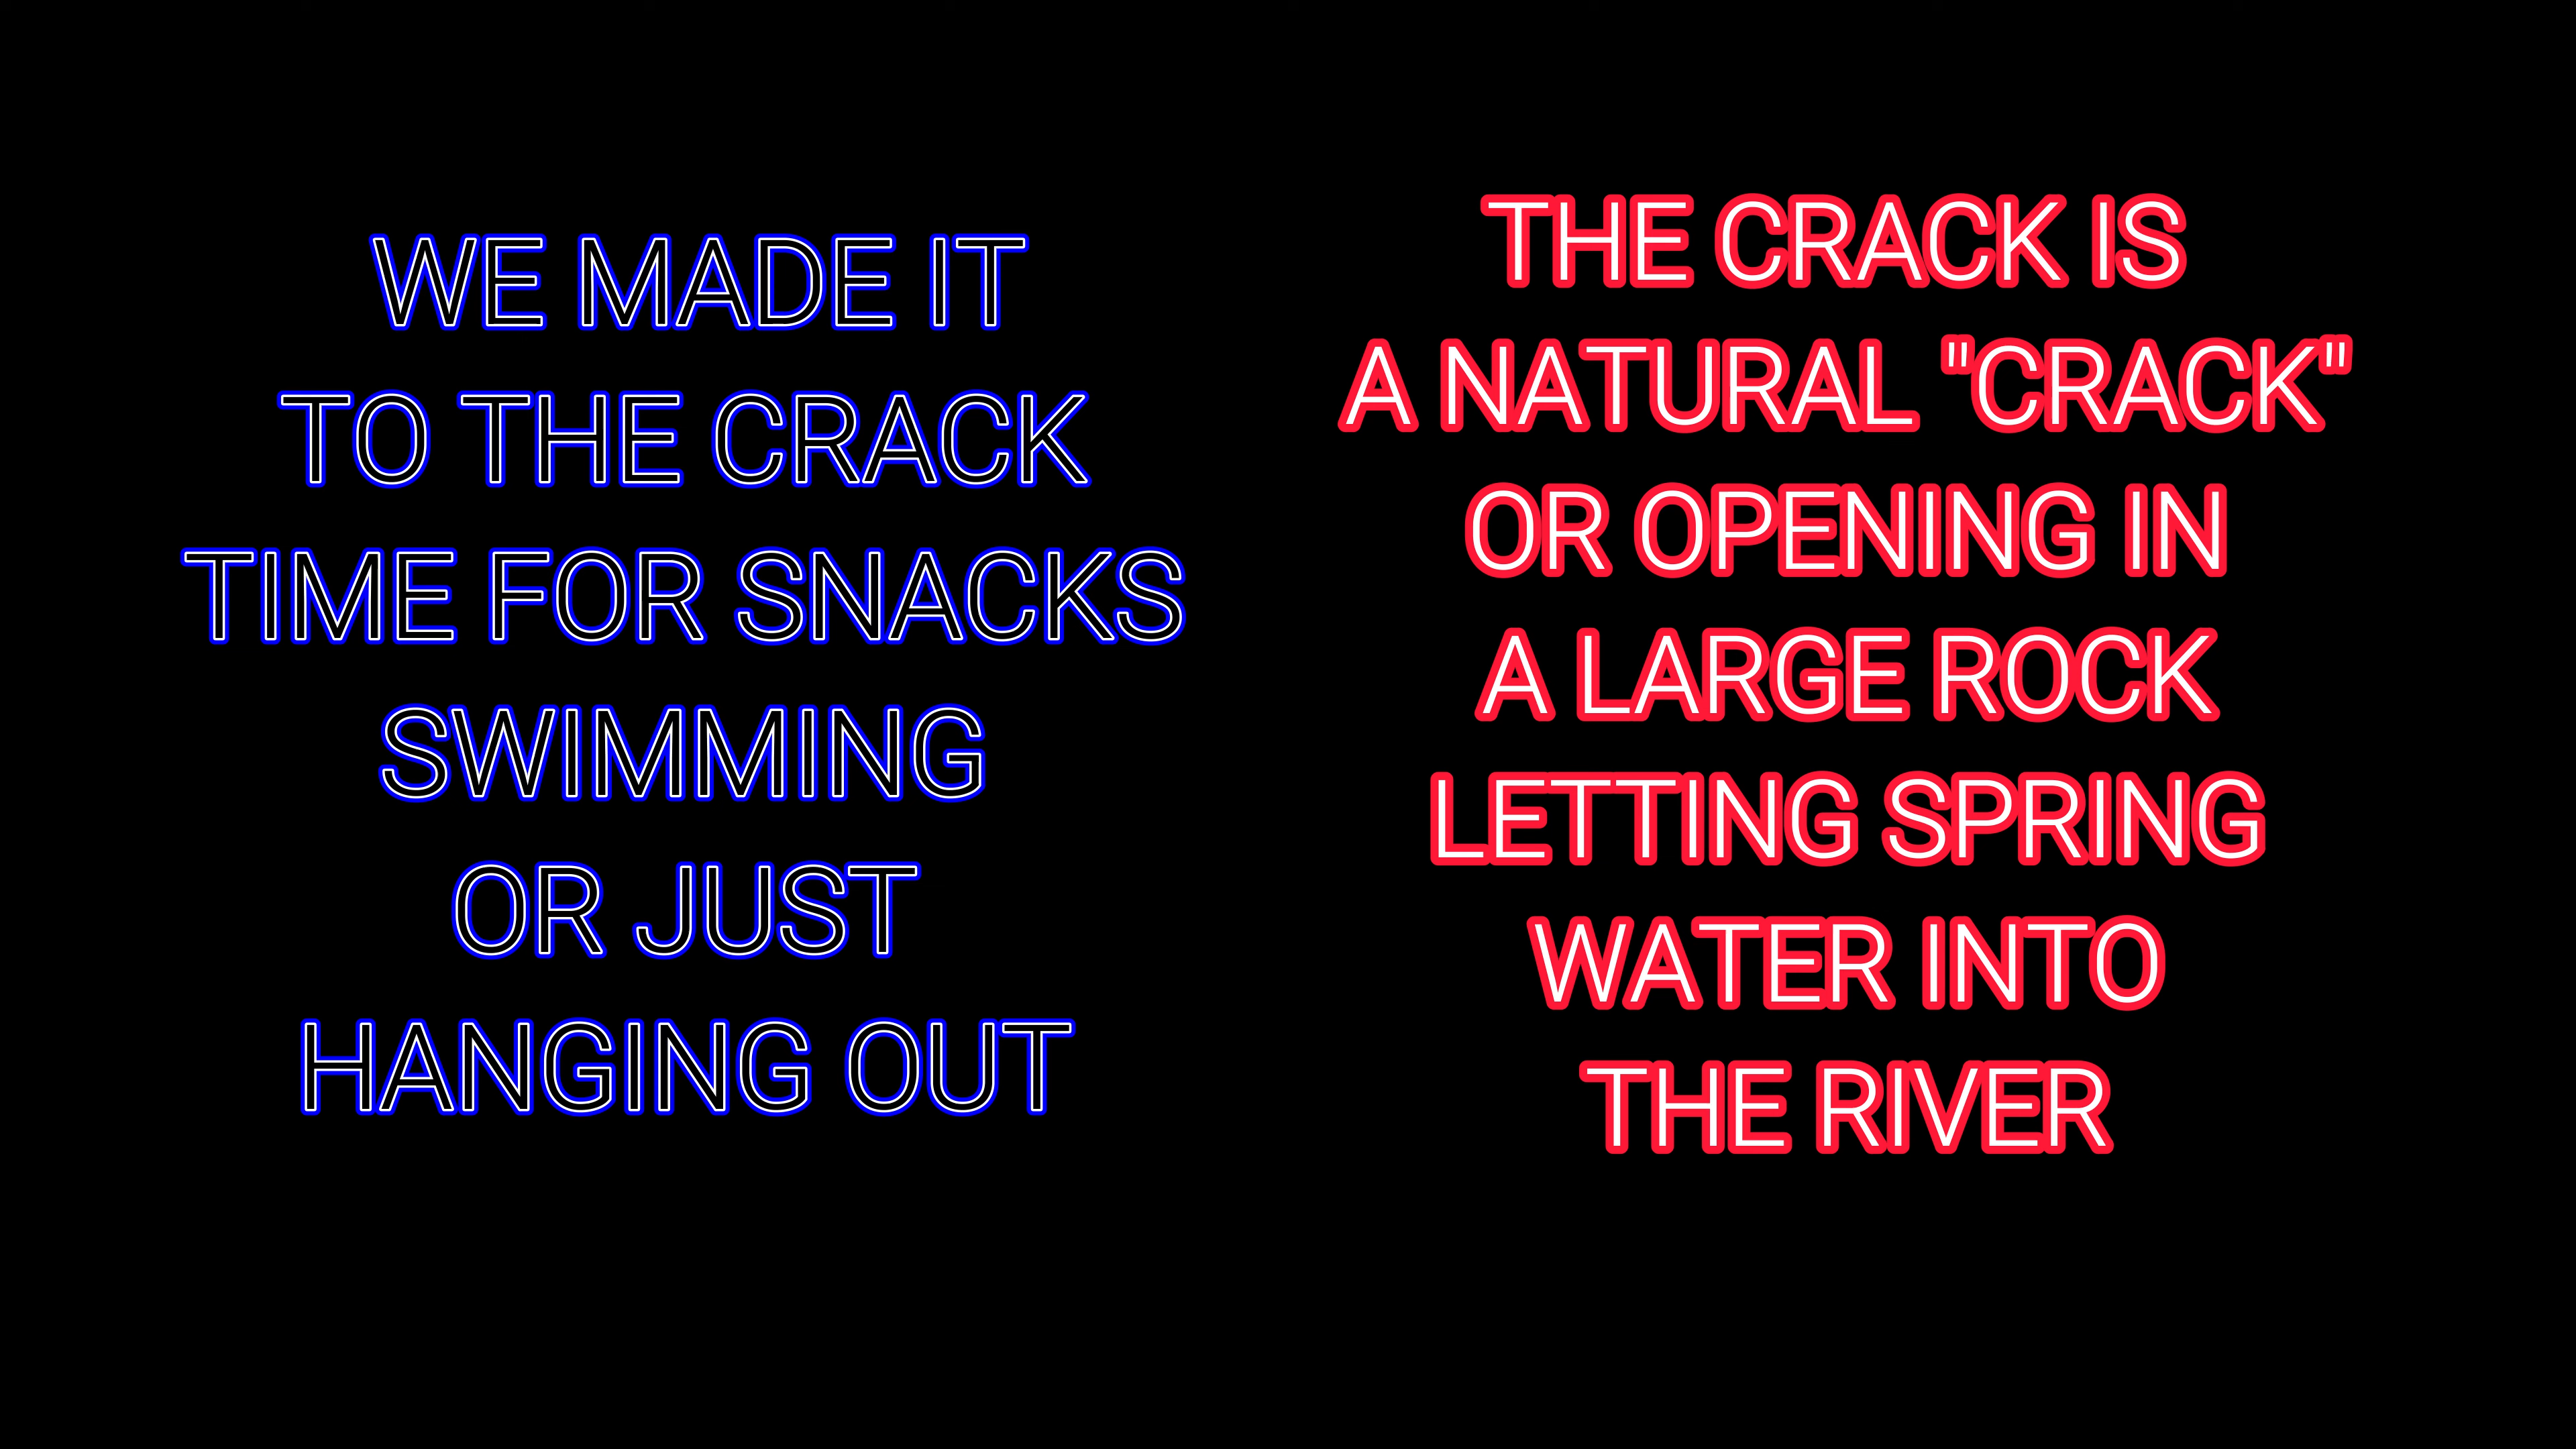 WE MADE IT
TO THE CRACK
TIME FOR SNACKS
SWIMMING
OR JUST
HANGING OUT
THE CRACK IS
A NATURAL "CRACK"
OR OPENING IN
A LARGE ROCK
LETTING SPRING
WATER INTO
THE RIVER